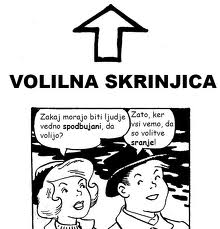 VOLILNA SKRINJICA
Zakaj morajo biti ljudje
vedno spodbujani, da
volijo?
Zato, ker
vsi vemo, da
so volitve
sranje!